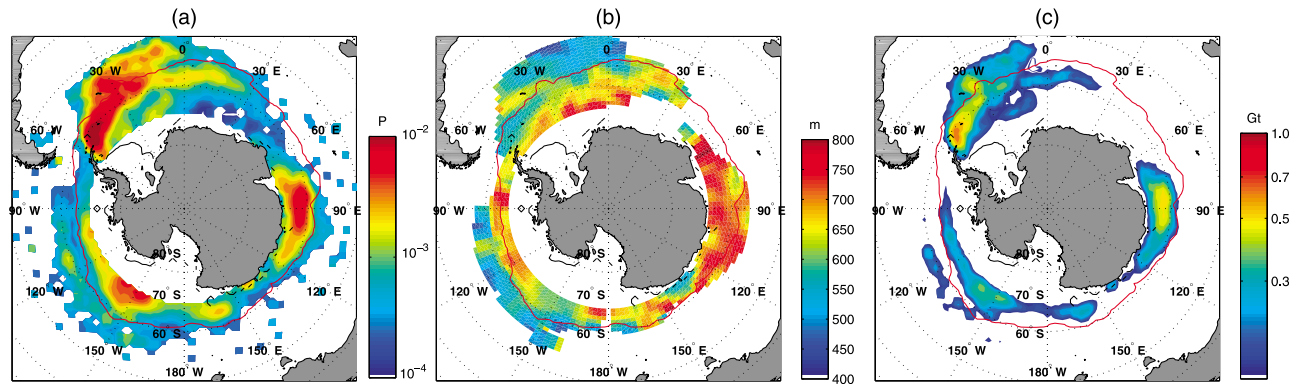 (a)
0
30 W
30 E
60 W
60 E
90 W
90 E
80 S
120 W
70 S
120 E
60 S
150 W
150 E
180 W
P
10⁻²
10⁻³
10⁻⁴
(b)
0
30 W
30 E
60 W
60 E
90 W
90 E
80 S
120 W
70 S
120 E
60 S
150 W
150 E
180 W
m
800
750
700
650
600
550
500
450
400
(c)
0
30 W
30 E
60 W
60 E
90 W
90 E
80 S
120 W
70 S
120 E
60 S
150 W
150 E
180 W
Gt
1.0
0.7
0.5
0.3